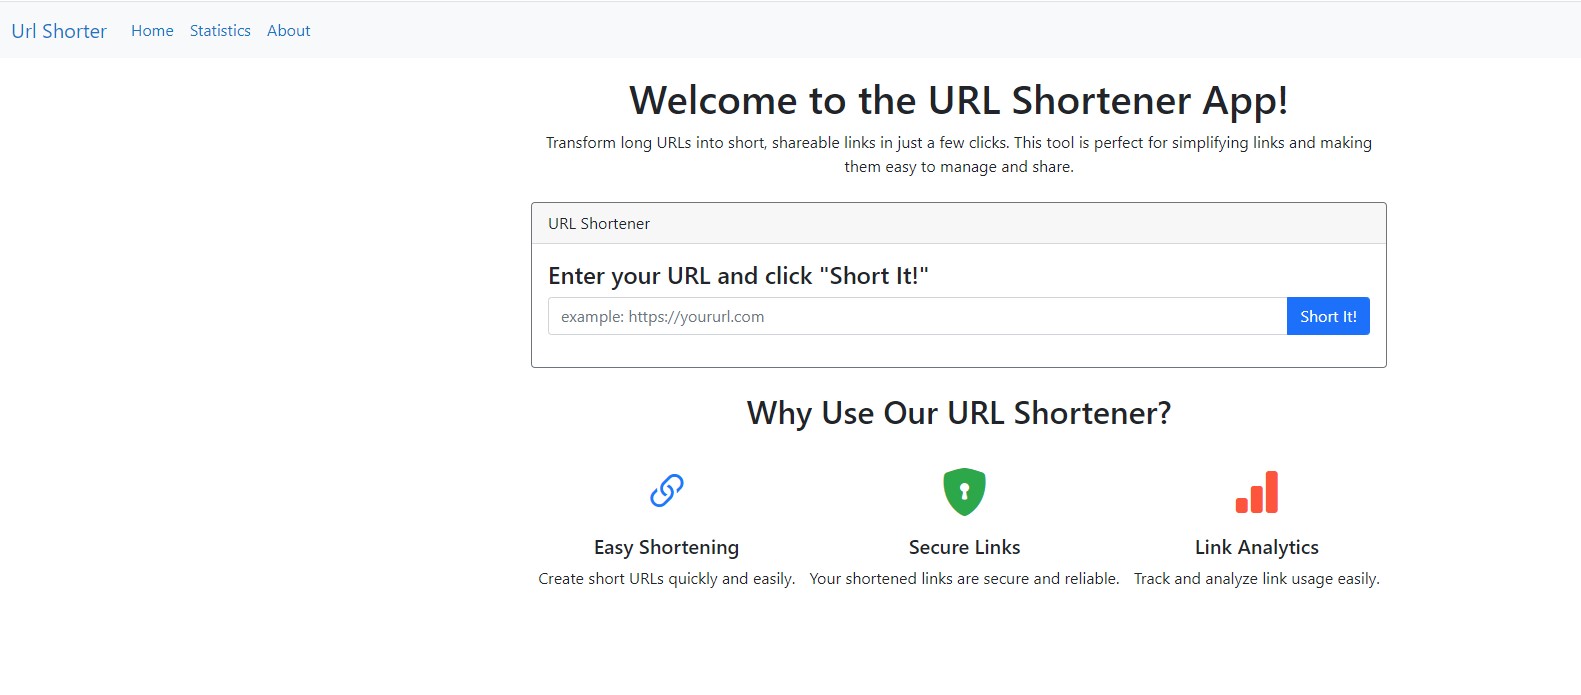 Url Shorter Home Statistics About
Welcome to the URL Shortener App!
Transform long URLs into short, shareable links in just a few clicks. This tool is perfect for simplifying links and making
them easy to manage and share.
URL Shortener
Enter your URL and click "Short It!"
example: https://yoururl.com Short It!
Why Use Our URL Shortener?
Easy Shortening Secure Links Link Analytics
Create short URLs quickly and easily. Your shortened links are secure and reliable. Track and analyze link usage easily.